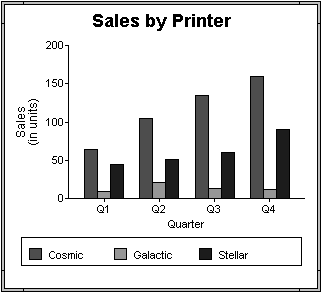 Sales by Printer
Sales
(in units)
200
150
100
50
0
Q1 Q2 Q3 Q4
Quarter
Cosmic Galactic Stellar